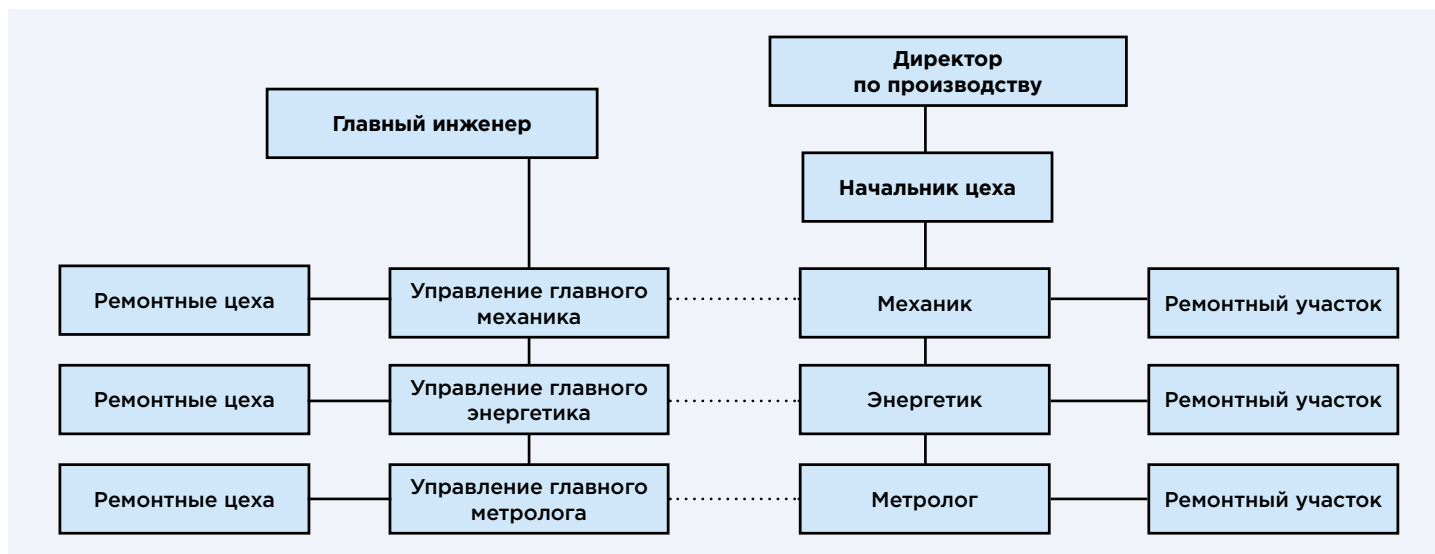 Директор
по производству
Главный инженер
Начальник цеха
Ремонтные цеха
Управление главного
механика
Механик
Ремонтный участок
Ремонтные цеха
Управление главного
энергетика
Энергетик
Ремонтный участок
Ремонтные цеха
Управление главного
метролога
Метролог
Ремонтный участок